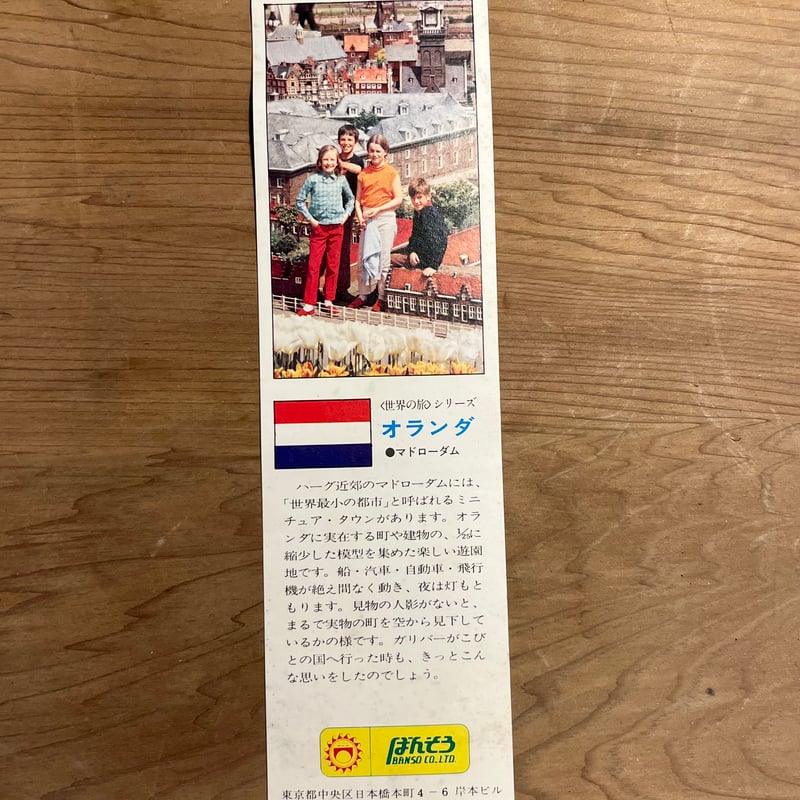 〈世界の旅〉シリーズ
オランダ
●マドローダム
ハーグ近郊のマドローダムには、
「世界最小の都市」と呼ばれるミニ
チュア・タウンがあります。オラ
ンダに実在する町や建物の、1/25に
縮少した模型を集めた楽しい遊園
地です。船・汽車・自動車・飛行
機が絶え間なく動き、夜は灯もと
もります。見物の人影がないと、
まるで実物の町を空から見下して
いるかの様です。ガリバーがこび
との国へ行った時も、きっとこん
な思いをしたのでしょう。
ばんそう
BANSO CO., LTD.
東京都中央区日本橋本町4-6 岸本ビル